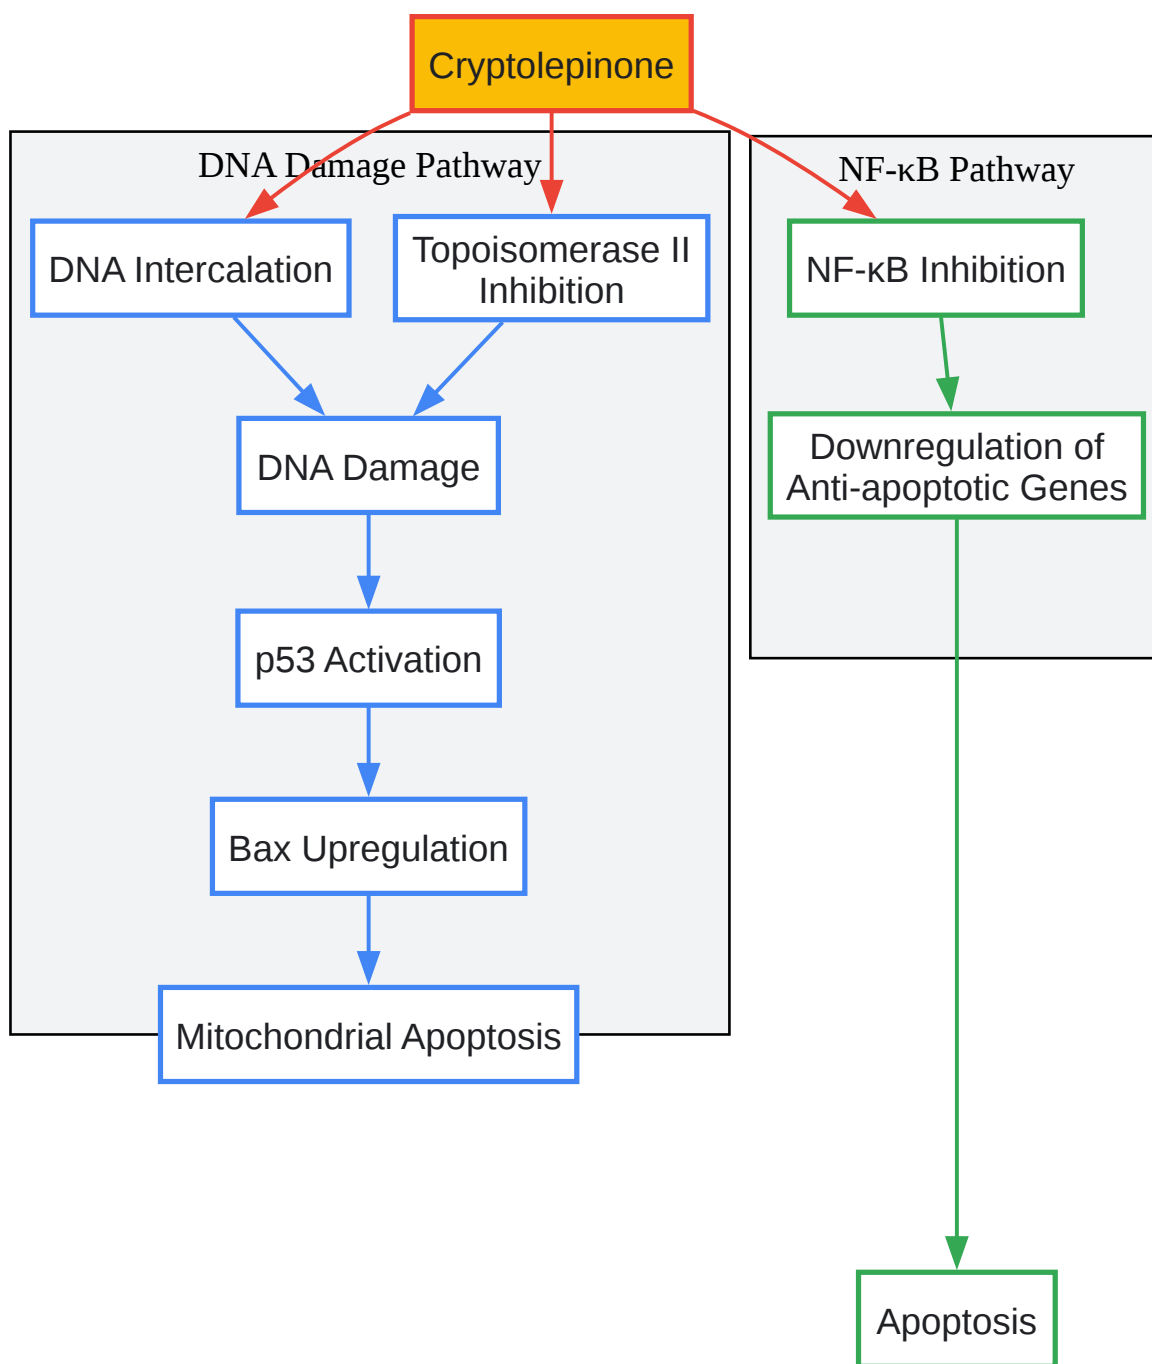 Cryptolepinone
DNA Damage Pathway
NF-κB Pathway
DNA Intercalation
Topoisomerase II
Inhibition
NF-κB Inhibition
DNA Damage
Downregulation of
Anti-apoptotic Genes
p53 Activation
Bax Upregulation
Mitochondrial Apoptosis
Apoptosis